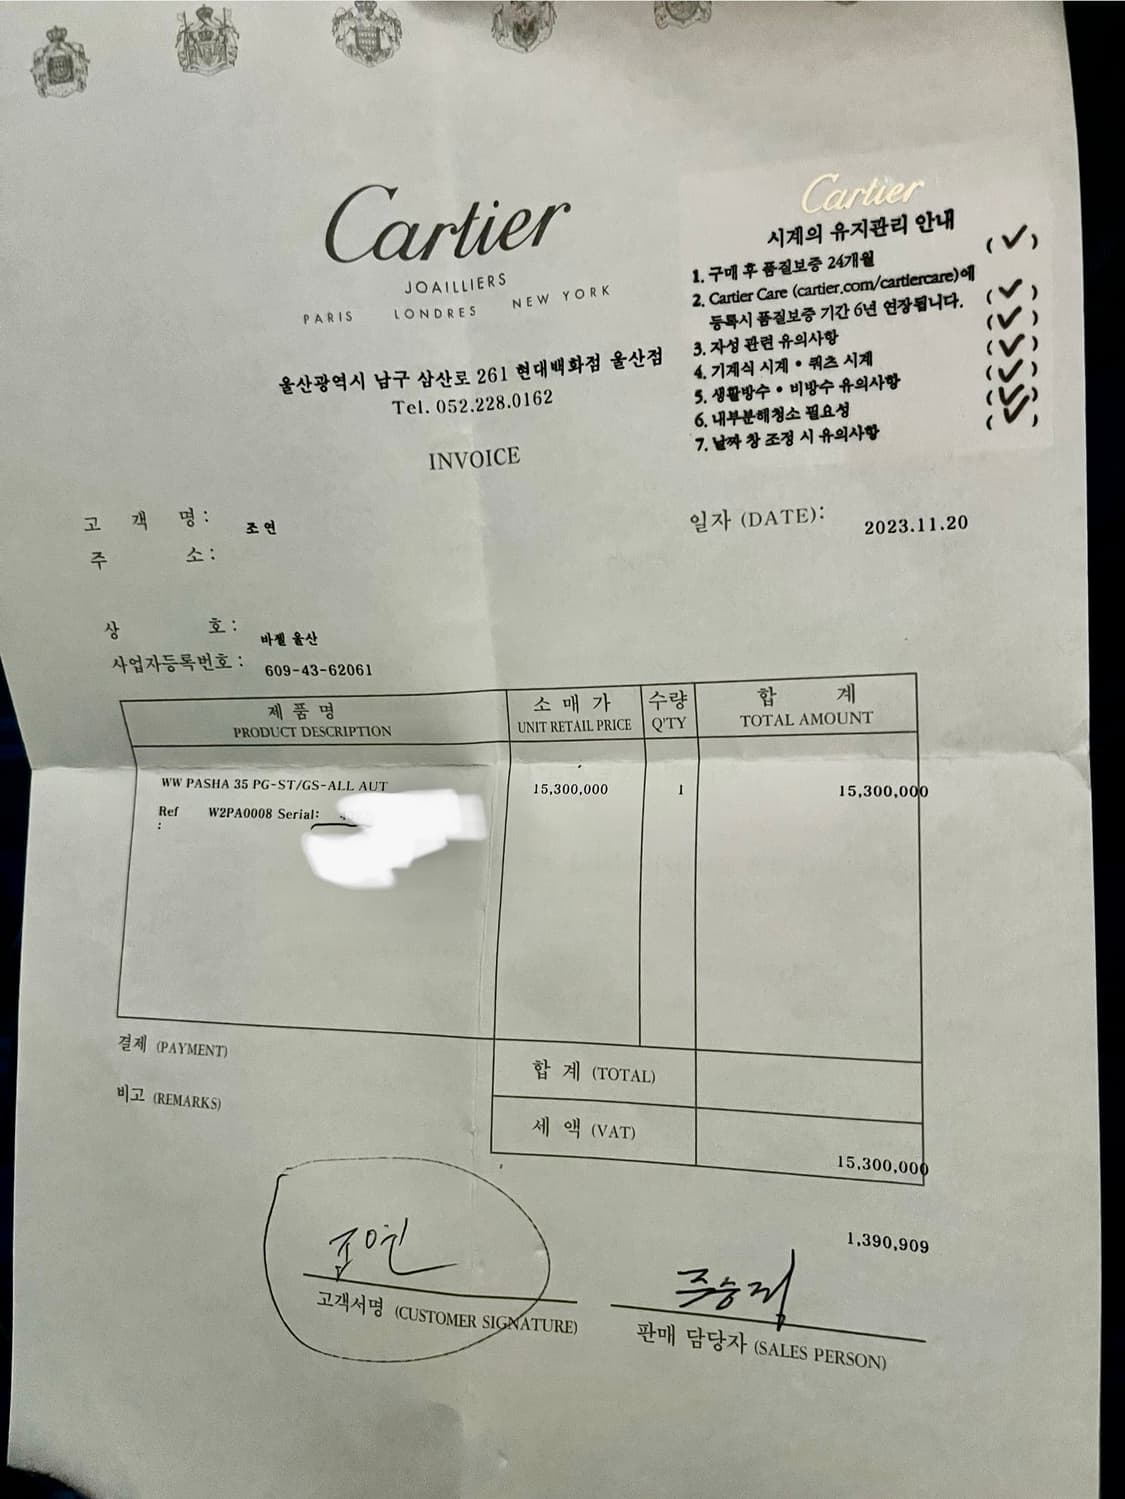 Cartier
JOAILLIERS
PARIS LONDRES NEW YORK
울산광역시 남구 삼산로 261 현대백화점 울산점
Tel. 052.228.0162
INVOICE
Cartier
시계의 유지관리 안내
1. 구매 후 품질보증 24개월 (✓)
2. Cartier Care (cartier.com/cartiercare)에
등록시 품질보증 기간 6년 연장됩니다. (✓)
3. 자성 관련 유의사항 (✓)
4. 기계식 시계 • 쿼츠 시계 (✓)
5. 생활방수 • 비방수 유의사항 (✓)
6. 내부분해청소 필요성 (✓)
7. 날짜 창 조정 시 유의사항 (✓)
고 객 명 : 조연
일자 (DATE): 2023.11.20
주 소 :
상 호 : 바젤 울산
사업자등록번호 : 609-43-62061
제 품 명 소 매 가 수량 합 계
PRODUCT DESCRIPTION UNIT RETAIL PRICE Q'TY TOTAL AMOUNT
WW PASHA 35 PG-ST/GS-ALL AUT 15,300,000 1 15,300,000
Ref : W2PA0008 Serial:
결제 (PAYMENT)
합 계 (TOTAL)
비고 (REMARKS)
세 액 (VAT)
15,300,000
1,390,909
조연
고객서명 (CUSTOMER SIGNATURE)
판매 담당자 (SALES PERSON)